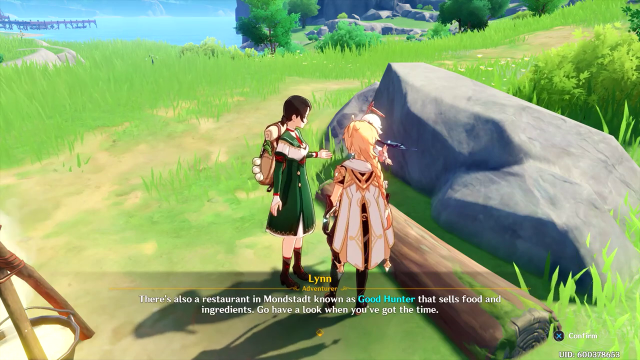 Lynn
Adventurer
There's also a restaurant in Mondstadt known as Good Hunter that sells food and
ingredients. Go have a look when you've got the time.
Confirm
UID: 600378653